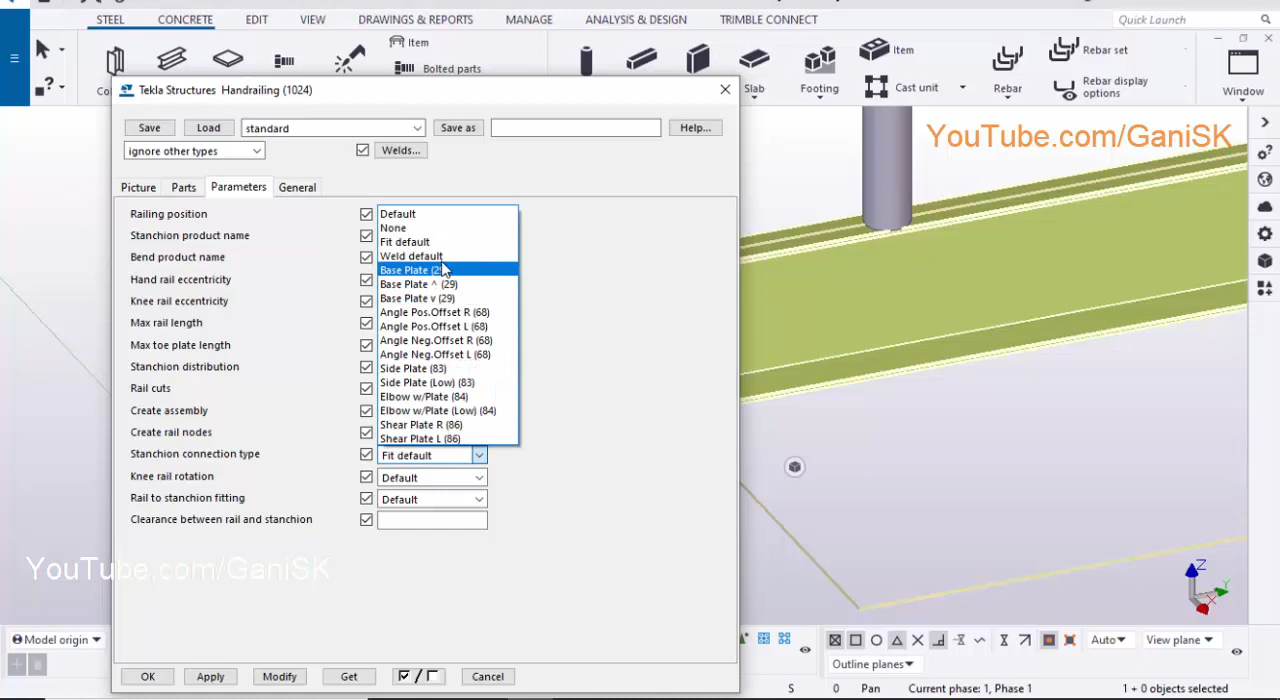 STEEL CONCRETE EDIT VIEW DRAWINGS & REPORTS MANAGE ANALYSIS & DESIGN TRIMBLE CONNECT Quick Launch
Item
Bolted parts
Slab
Footing
Item
Cast unit
Rebar
Rebar set
Rebar display
options
Window
Tekla Structures Handrailing (1024)
Save Load standard Save as Help...
ignore other types Welds...
Picture Parts Parameters General
Railing position
Stanchion product name
Bend product name
Hand rail eccentricity
Knee rail eccentricity
Max rail length
Max toe plate length
Stanchion distribution
Rail cuts
Create assembly
Create rail nodes
Stanchion connection type Fit default
Knee rail rotation Default
Rail to stanchion fitting Default
Clearance between rail and stanchion
Default
None
Fit default
Weld default
Base Plate
Base Plate ^ (29)
Base Plate v (29)
Angle Pos.Offset R (68)
Angle Pos.Offset L (68)
Angle Neg.Offset R (68)
Angle Neg.Offset L (68)
Side Plate (83)
Side Plate (Low) (83)
Elbow w/Plate (84)
Elbow w/Plate (Low) (84)
Shear Plate R (86)
Shear Plate L (86)
OK Apply Modify Get / Cancel
YouTube.com/GaniSK
YouTube.com/GaniSK
Z
Y
X
Model origin
Auto View plane
Outline planes
S 0 Pan Current phase: 1, Phase 1 1 + 0 objects selected